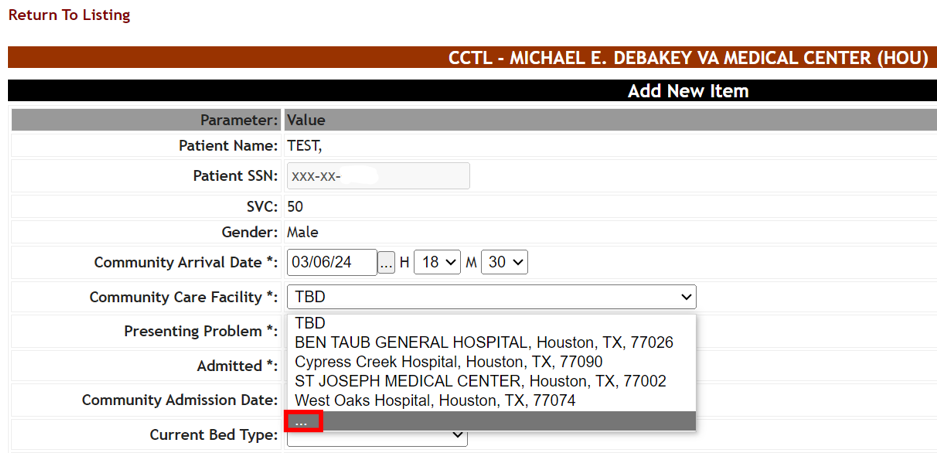 Return To Listing
CCTL - MICHAEL E. DEBAKEY VA MEDICAL CENTER (HOU)
Add New Item
Parameter: Value
Patient Name: TEST,
Patient SSN: xxx-xx-
SVC: 50
Gender: Male
Community Arrival Date *: 03/06/24 ... H 18 M 30
Community Care Facility *: TBD
TBD
Presenting Problem *:
BEN TAUB GENERAL HOSPITAL, Houston, TX, 77026
Cypress Creek Hospital, Houston, TX, 77090
Admitted *:
ST JOSEPH MEDICAL CENTER, Houston, TX, 77002
Community Admission Date: West Oaks Hospital, Houston, TX, 77074
...
Current Bed Type: